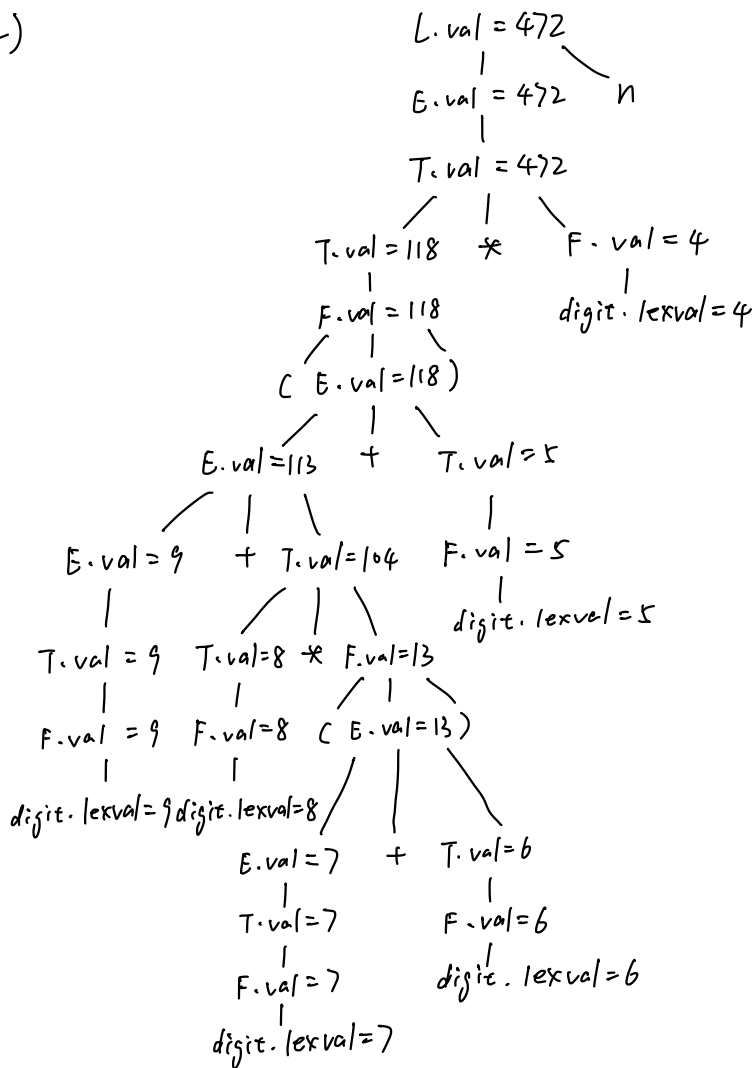 L.val = 472
E.val = 472 n
T.val = 472
T.val = 118 * F.val = 4
F.val = 118 digit.lexval = 4
( E.val = 118 )
E.val = 113 + T.val = 5
E.val = 9 + T.val = 104 F.val = 5
digit.lexval = 5
T.val = 9 T.val = 8 * F.val = 13
F.val = 9 F.val = 8 ( E.val = 13 )
digit.lexval = 9 digit.lexval = 8
E.val = 7 + T.val = 6
T.val = 7 F.val = 6
F.val = 7 digit.lexval = 6
digit.lexval = 7